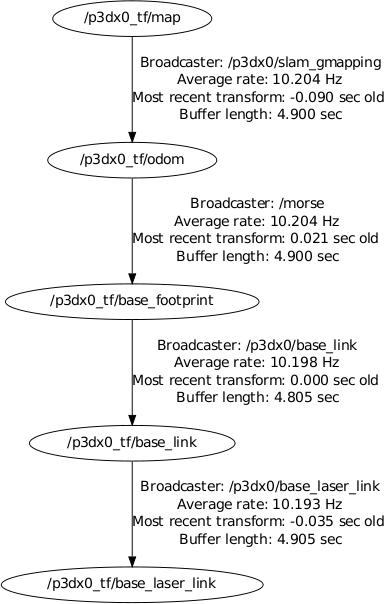 /p3dx0_tf/map
Broadcaster: /p3dx0/slam_gmapping
Average rate: 10.204 Hz
Most recent transform: -0.090 sec old
Buffer length: 4.900 sec
/p3dx0_tf/odom
Broadcaster: /morse
Average rate: 10.204 Hz
Most recent transform: 0.021 sec old
Buffer length: 4.900 sec
/p3dx0_tf/base_footprint
Broadcaster: /p3dx0/base_link
Average rate: 10.198 Hz
Most recent transform: 0.000 sec old
Buffer length: 4.805 sec
/p3dx0_tf/base_link
Broadcaster: /p3dx0/base_laser_link
Average rate: 10.193 Hz
Most recent transform: -0.035 sec old
Buffer length: 4.905 sec
/p3dx0_tf/base_laser_link